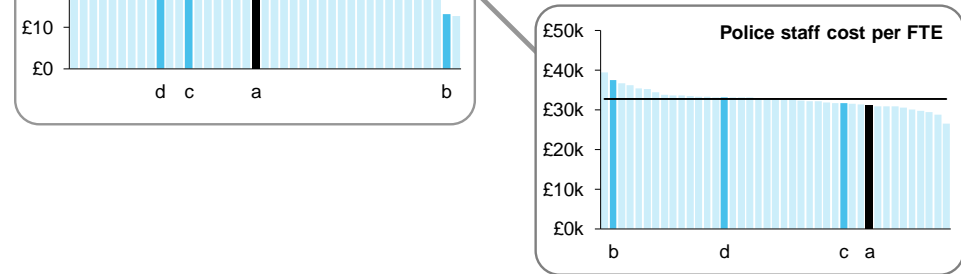 £10
£0
d c a b
Police staff cost per FTE
£50k
£40k
£30k
£20k
£10k
£0k
b d c a